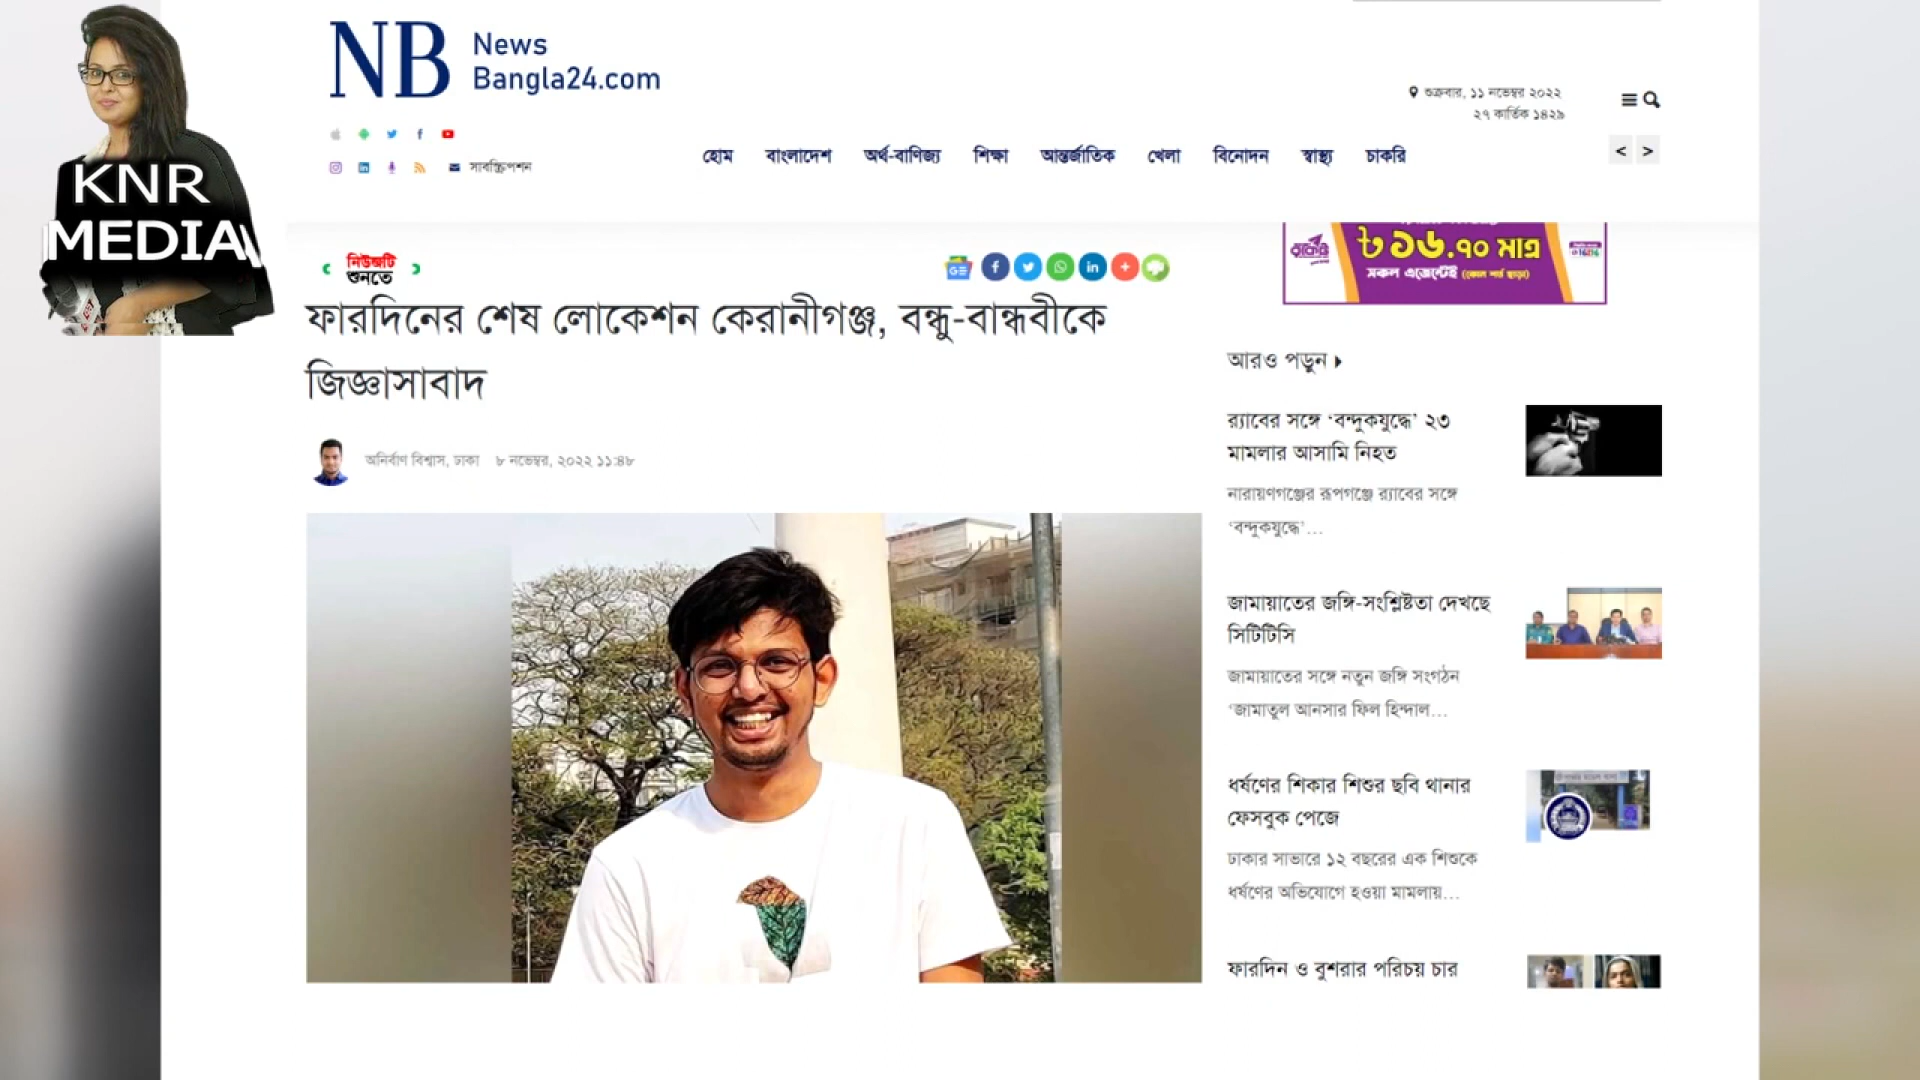 KNR
MEDIA
NB News
Bangla24.com
শুক্রবার, ১১ নভেম্বর ২০২২
২৭ কার্তিক ১৪২৯
সাবস্ক্রিপশন
হোম বাংলাদেশ অর্থ-বাণিজ্য শিক্ষা আন্তর্জাতিক খেলা বিনোদন স্বাস্থ্য চাকরি
< >
নিউজটি
শুনতে
৳ ১৬.৭০ মাত্র
সকল এজেন্টেই
ফারদিনের শেষ লোকেশন কেরানীগঞ্জ, বন্ধু-বান্ধবীকে
জিজ্ঞাসাবাদ
অনির্বাণ বিশ্বাস, ঢাকা ৮ নভেম্বর, ২০২২ ১১:৪৮
আরও পড়ুন
র‍্যাবের সঙ্গে ‘বন্দুকযুদ্ধে’ ২৩
মামলার আসামি নিহত
নারায়ণগঞ্জের রূপগঞ্জে র‍্যাবের সঙ্গে
‘বন্দুকযুদ্ধে’...
জামায়াতের জঙ্গি-সংশ্লিষ্টতা দেখছে
সিটিটিসি
জামায়াতের সঙ্গে নতুন জঙ্গি সংগঠন
‘জামাতুল আনসার ফিল হিন্দাল...
ধর্ষণের শিকার শিশুর ছবি থানার
ফেসবুক পেজে
ঢাকার সাভারে ১২ বছরের এক শিশুকে
ধর্ষণের অভিযোগে হওয়া মামলায়...
ফারদিন ও বুশরার পরিচয় চার